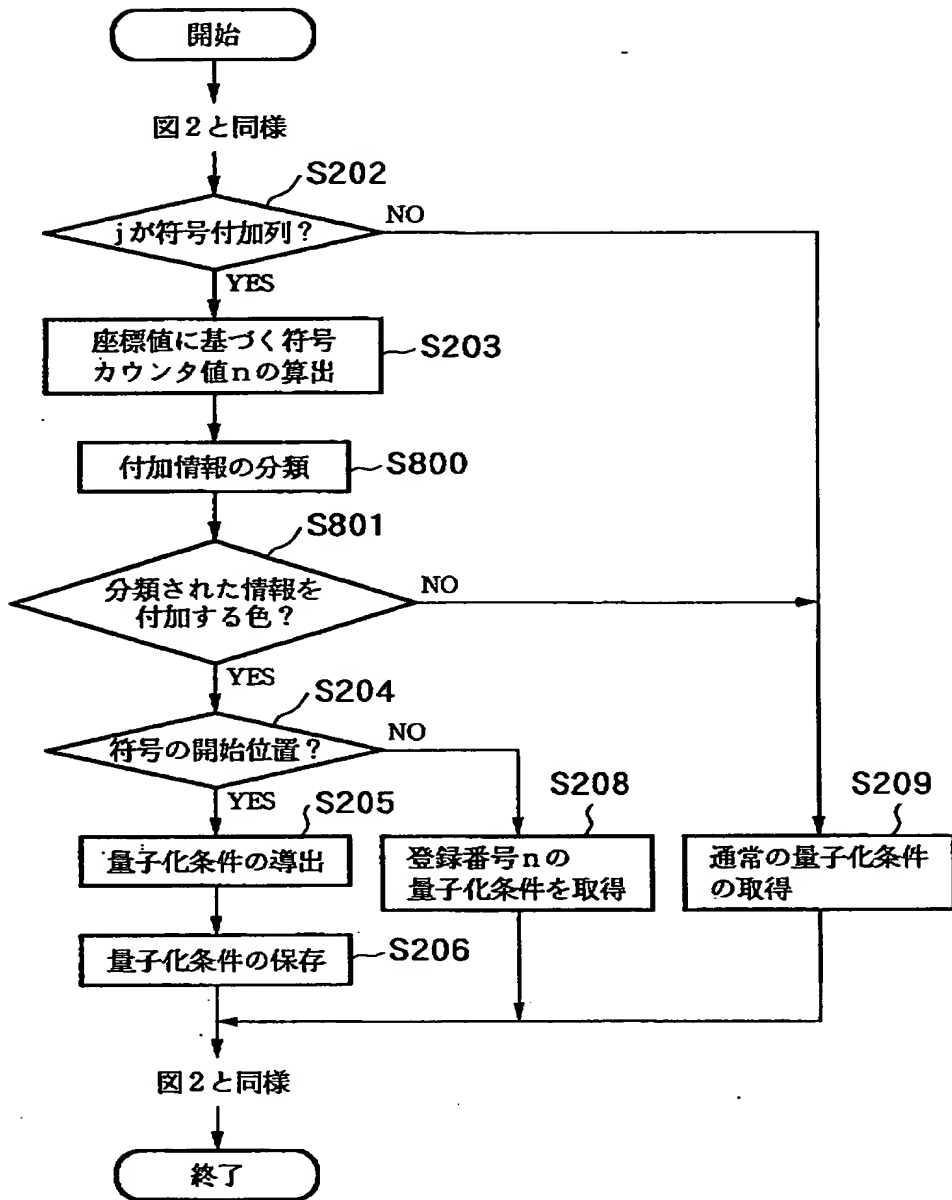 開始
図2と同様
S202
jが符号付加列?
NO
YES
座標値に基づく符号
カウンタ値nの算出
S203
付加情報の分類
S800
S801
分類された情報を
付加する色?
NO
YES
S204
符号の開始位置?
NO
YES
S205
量子化条件の導出
S208
登録番号nの
量子化条件を取得
S209
通常の量子化条件
の取得
量子化条件の保存
S206
図2と同様
終了